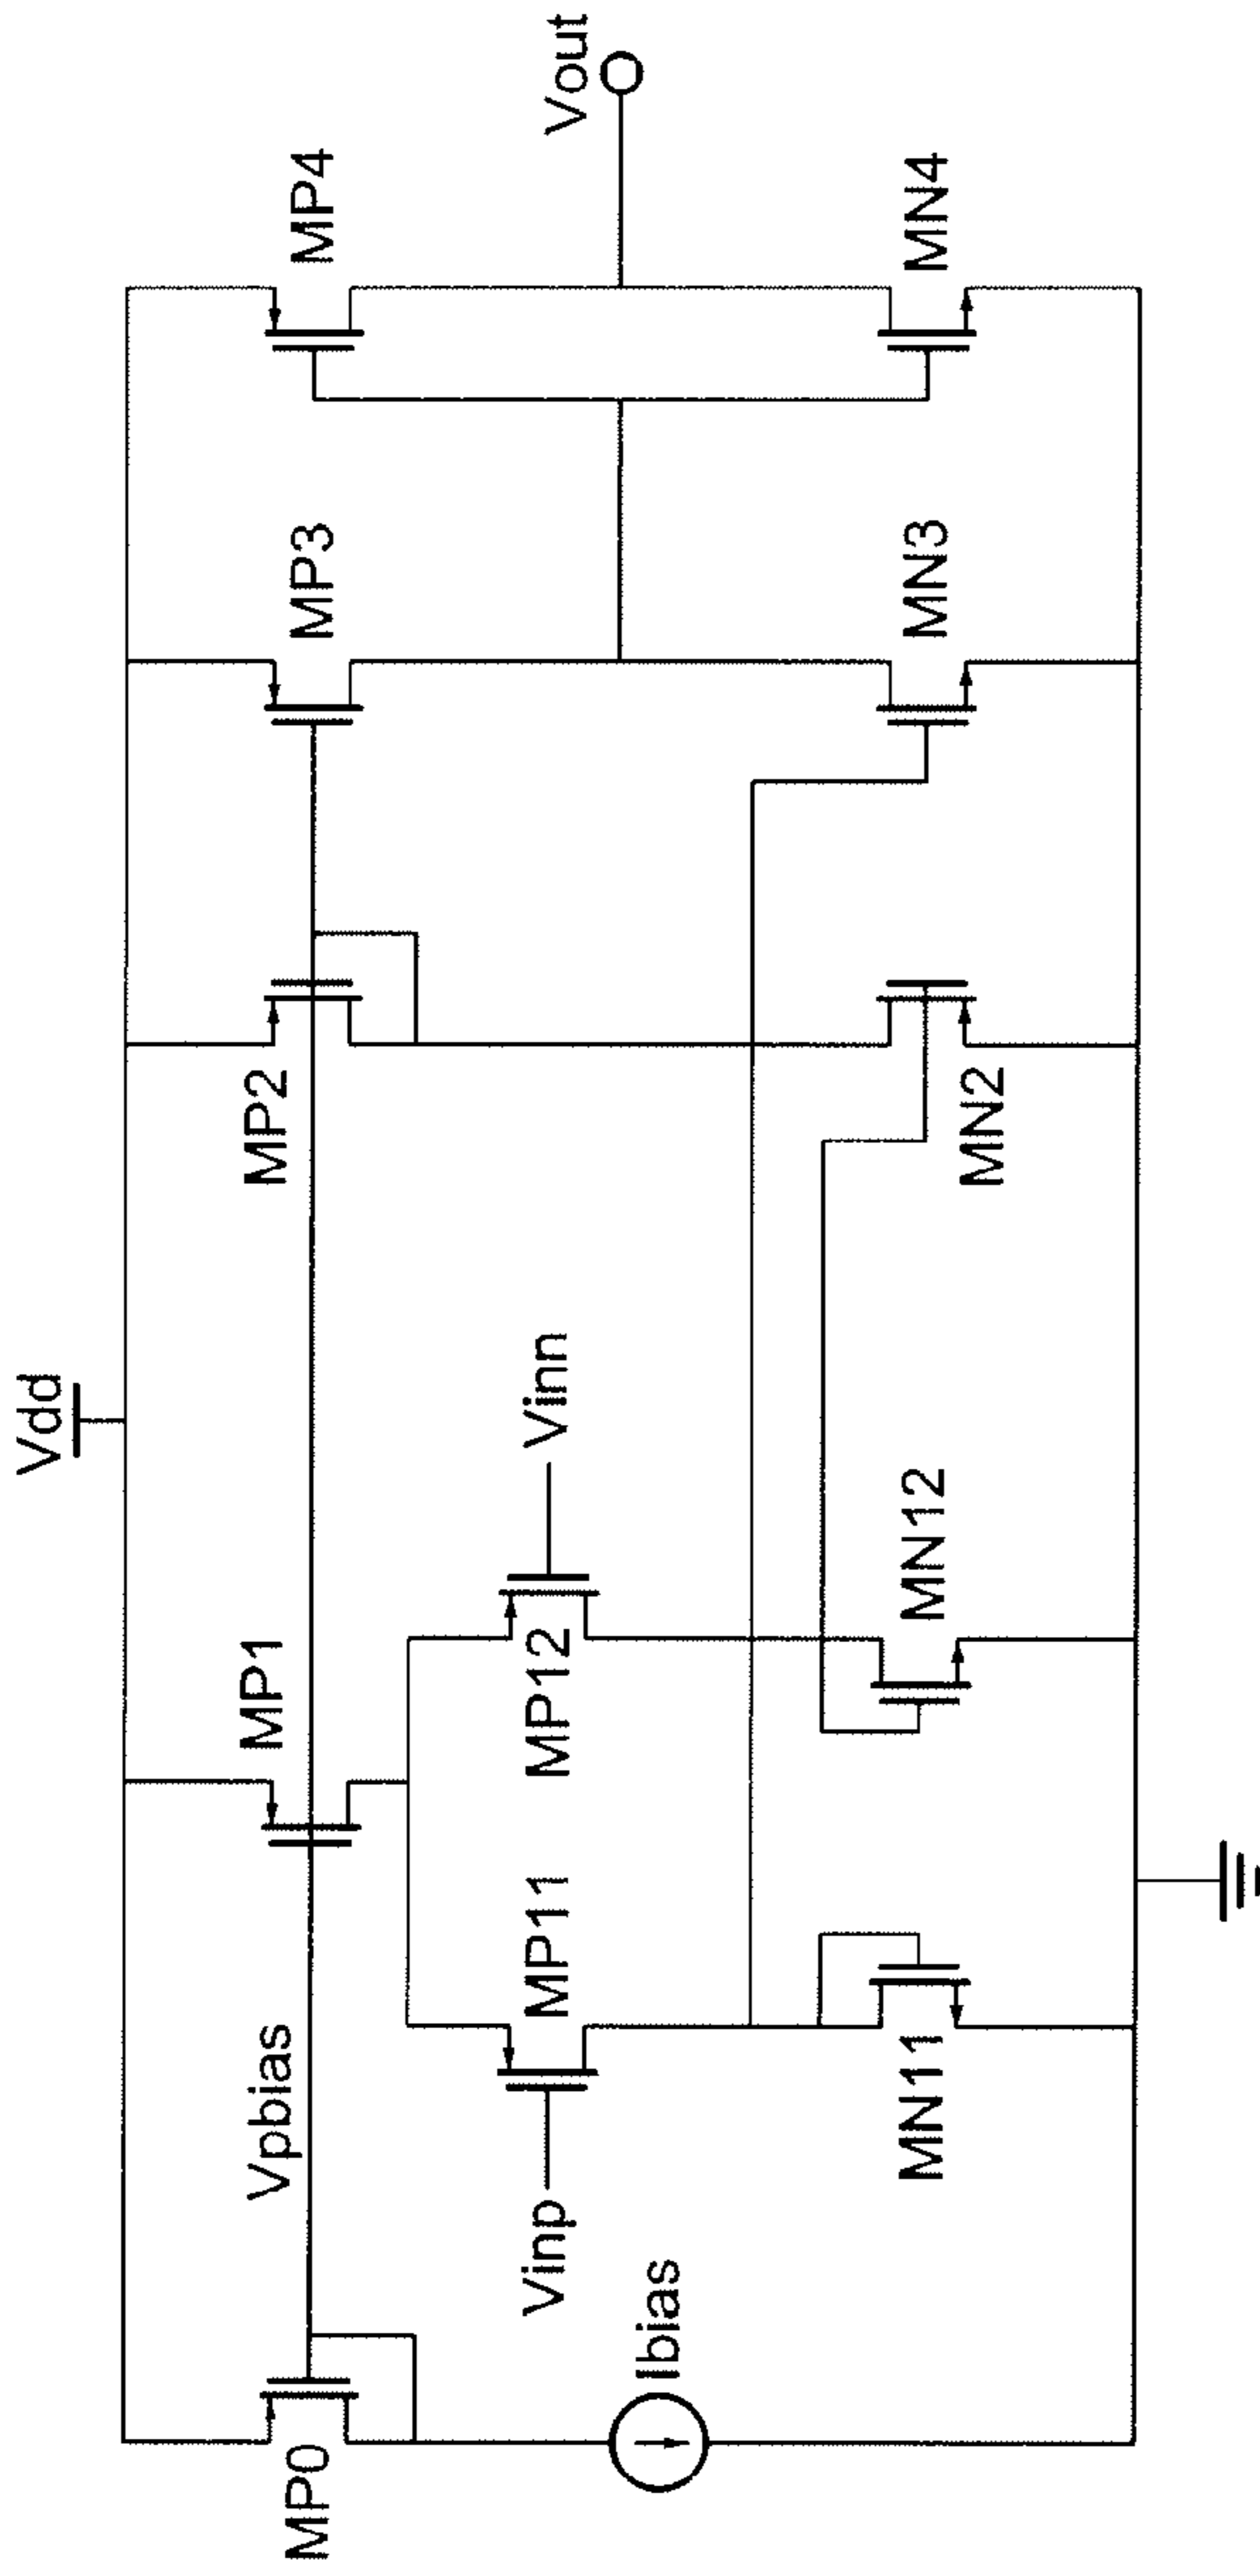 Vdd
MP0
Vpbias
MP1
MP2
MP3
MP4
Vinp
MP11
MP12
Vinn
Vout
Ibias
MN11
MN12
MN2
MN3
MN4